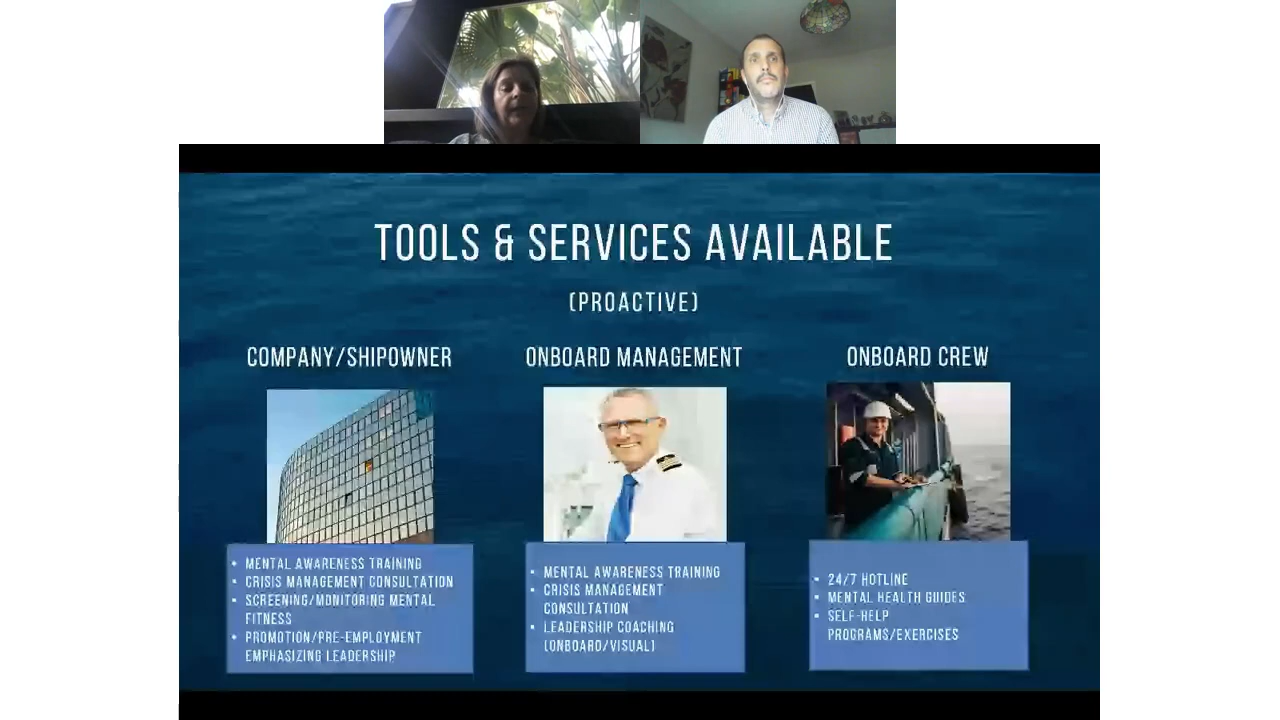 TOOLS & SERVICES AVAILABLE
(PROACTIVE)
COMPANY/SHIPOWNER
• MENTAL AWARENESS TRAINING
• CRISIS MANAGEMENT CONSULTATION
• SCREENING/MONITORING MENTAL
FITNESS
• PROMOTION/PRE-EMPLOYMENT
EMPHASIZING LEADERSHIP
ONBOARD MANAGEMENT
• MENTAL AWARENESS TRAINING
• CRISIS MANAGEMENT
CONSULTATION
• LEADERSHIP COACHING
(ONBOARD/VISUAL)
ONBOARD CREW
• 24/7 HOTLINE
• MENTAL HEALTH GUIDES
• SELF-HELP
PROGRAMS/EXERCISES